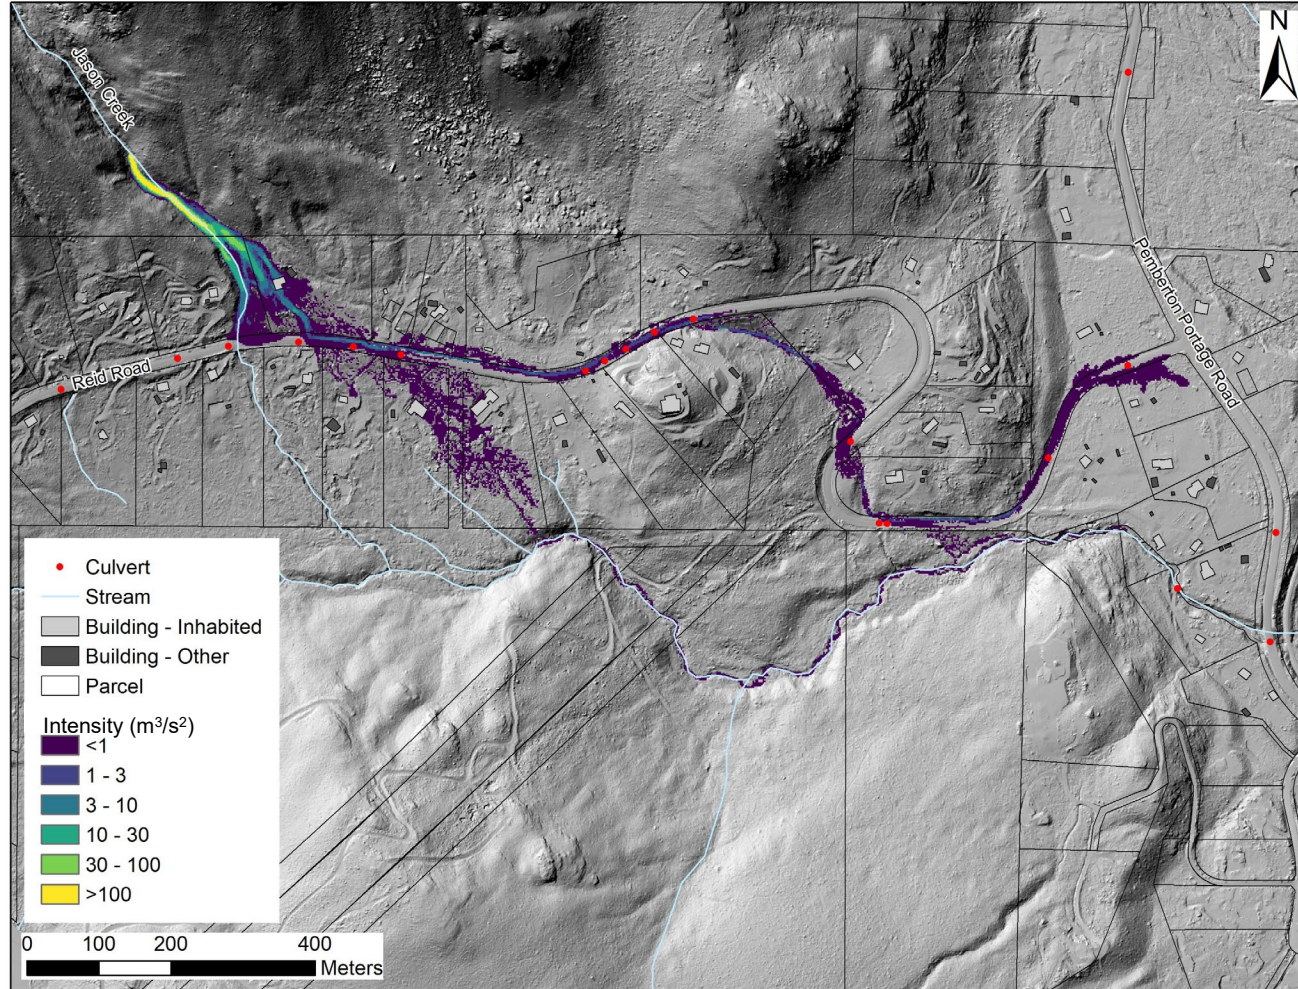 Jason Creek
N
Pemberton Portage Road
Reid Road
Culvert
Stream
Building - Inhabited
Building - Other
Parcel
Intensity (m³/s²)
<1
1 - 3
3 - 10
10 - 30
30 - 100
>100
0 100 200 400
Meters